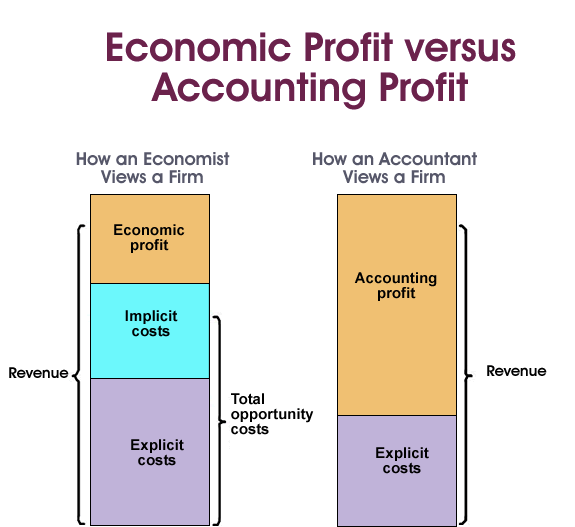 Economic Profit versus
Accounting Profit
How an Economist
Views a Firm
How an Accountant
Views a Firm
Economic
profit
Implicit
costs
Explicit
costs
Revenue
Total
opportunity
costs
Accounting
profit
Explicit
costs
Revenue